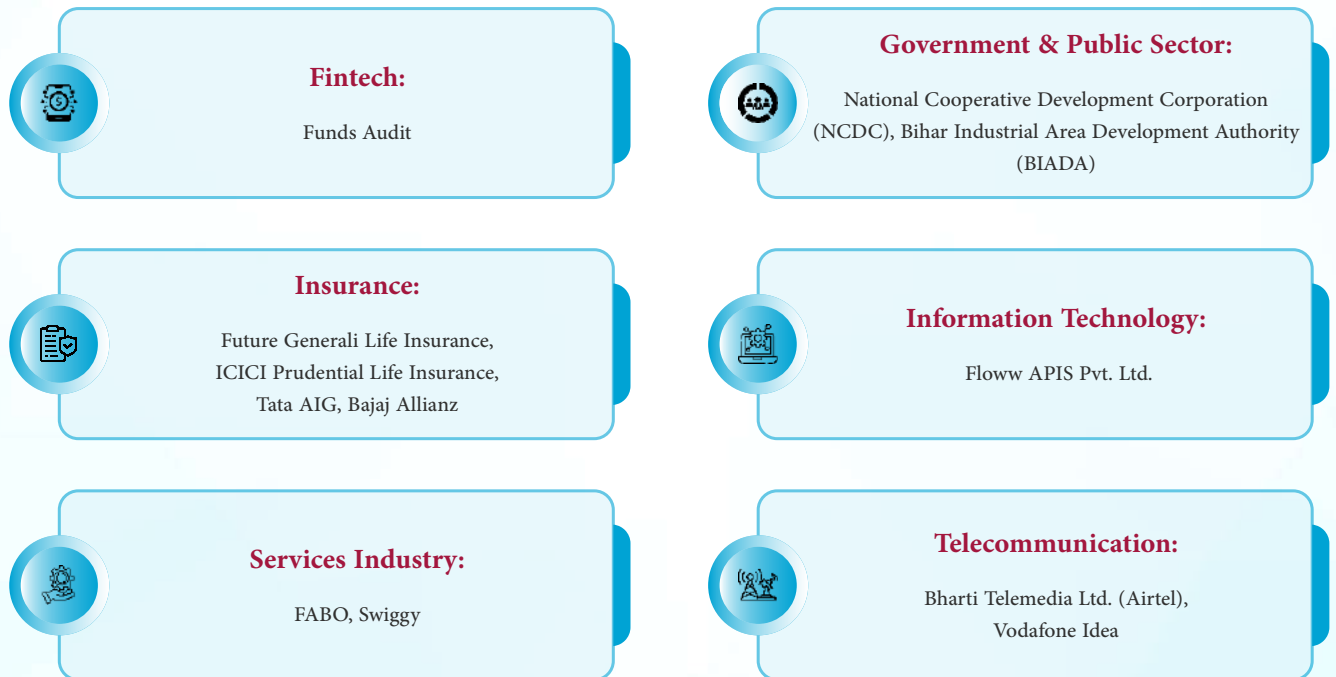 Fintech:
Funds Audit
Government & Public Sector:
National Cooperative Development Corporation
(NCDC), Bihar Industrial Area Development Authority
(BIADA)
Insurance:
Future Generali Life Insurance,
ICICI Prudential Life Insurance,
Tata AIG, Bajaj Allianz
Information Technology:
Floww APIS Pvt. Ltd.
Services Industry:
FABO, Swiggy
Telecommunication:
Bharti Telemedia Ltd. (Airtel),
Vodafone Idea